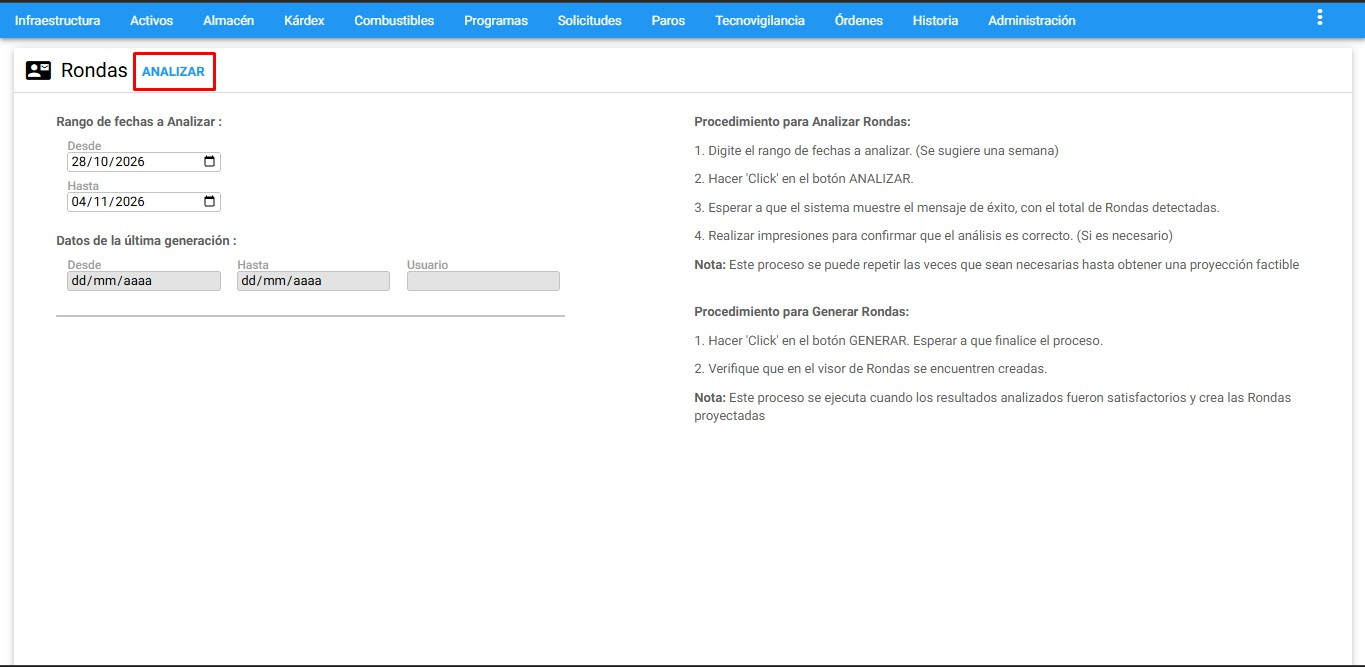 Infraestructura Activos Almacén Kárdex Combustibles Programas Solicitudes Paros Tecnovigilancia Órdenes Historia Administración
Rondas ANALIZAR
Rango de fechas a Analizar :
Desde
28/10/2026
Hasta
04/11/2026
Datos de la última generación :
Desde Hasta Usuario
dd/mm/aaaa dd/mm/aaaa
Procedimiento para Analizar Rondas:
1. Digite el rango de fechas a analizar. (Se sugiere una semana)
2. Hacer 'Click' en el botón ANALIZAR.
3. Esperar a que el sistema muestre el mensaje de éxito, con el total de Rondas detectadas.
4. Realizar impresiones para confirmar que el análisis es correcto. (Si es necesario)
Nota: Este proceso se puede repetir las veces que sean necesarias hasta obtener una proyección factible
Procedimiento para Generar Rondas:
1. Hacer 'Click' en el botón GENERAR. Esperar a que finalice el proceso.
2. Verifique que en el visor de Rondas se encuentren creadas.
Nota: Este proceso se ejecuta cuando los resultados analizados fueron satisfactorios y crea las Rondas
proyectadas